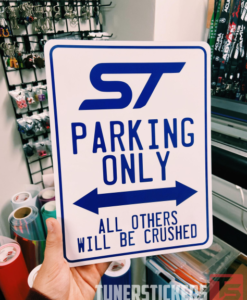 ST
PARKING
ONLY
ALL OTHERS
WILL BE CRUSHED
TUNERSTICKERS